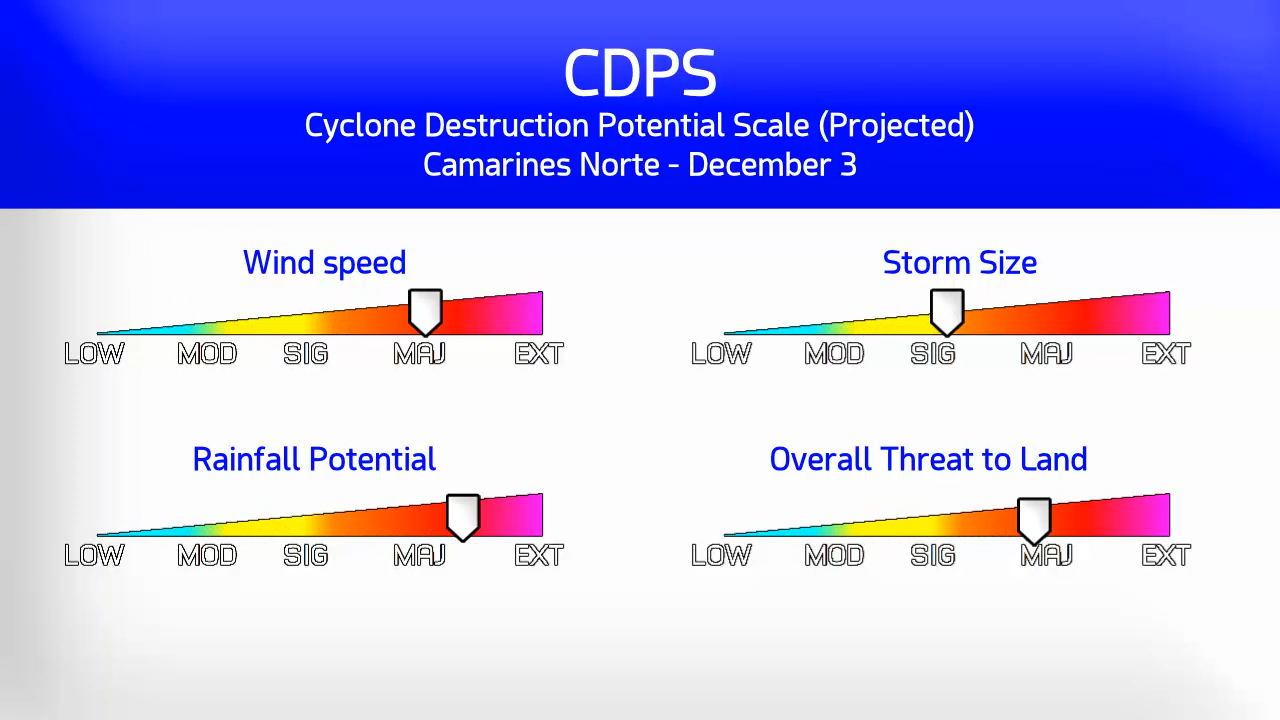 CDPS
Cyclone Destruction Potential Scale (Projected)
Camarines Norte - December 3
Wind speed
LOW MOD SIG MAJ EXT
Storm Size
LOW MOD SIG MAJ EXT
Rainfall Potential
LOW MOD SIG MAJ EXT
Overall Threat to Land
LOW MOD SIG MAJ EXT